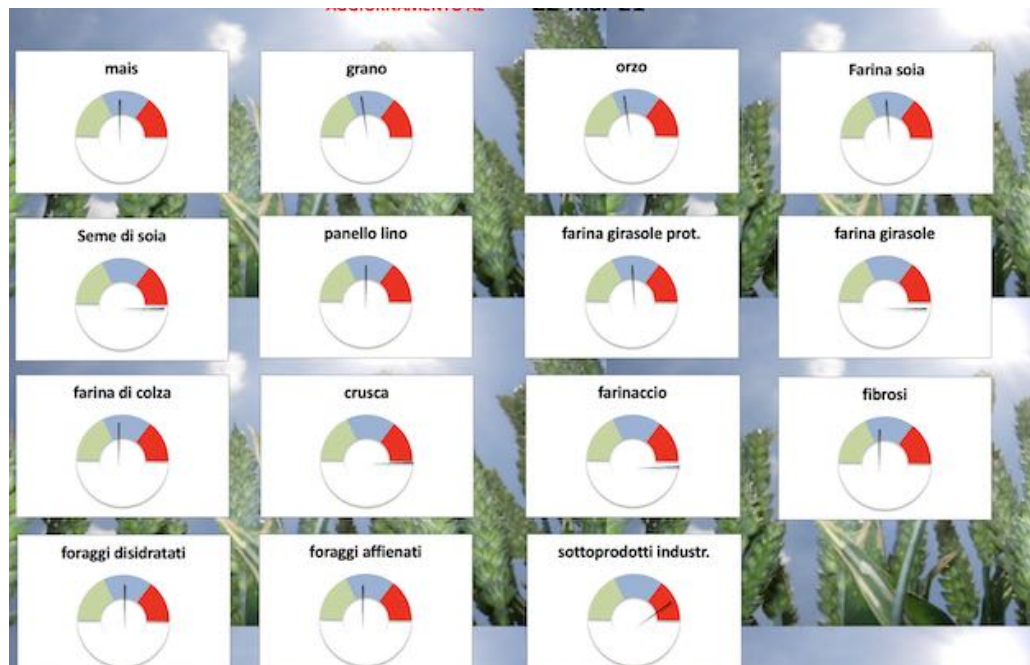 mais
grano
orzo
Farina soia
Seme di soia
panello lino
farina girasole prot.
farina girasole
farina di colza
crusca
farinaccio
fibrosi
foraggi disidratati
foraggi affienati
sottoprodotti industr.